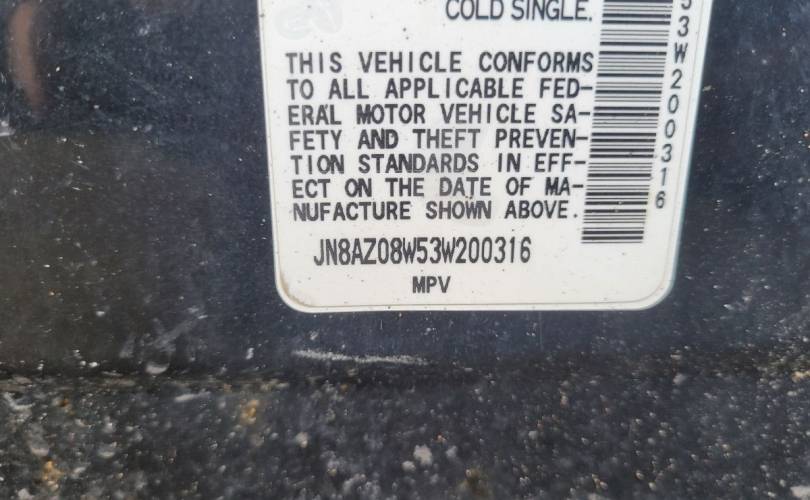 COLD SINGLE.
THIS VEHICLE CONFORMS
TO ALL APPLICABLE FED-
ERAL MOTOR VEHICLE SA-
FETY AND THEFT PREVEN-
TION STANDARDS IN EFF-
ECT ON THE DATE OF MA-
NUFACTURE SHOWN ABOVE.
JN8AZ08W53W200316
MPV
53W200316